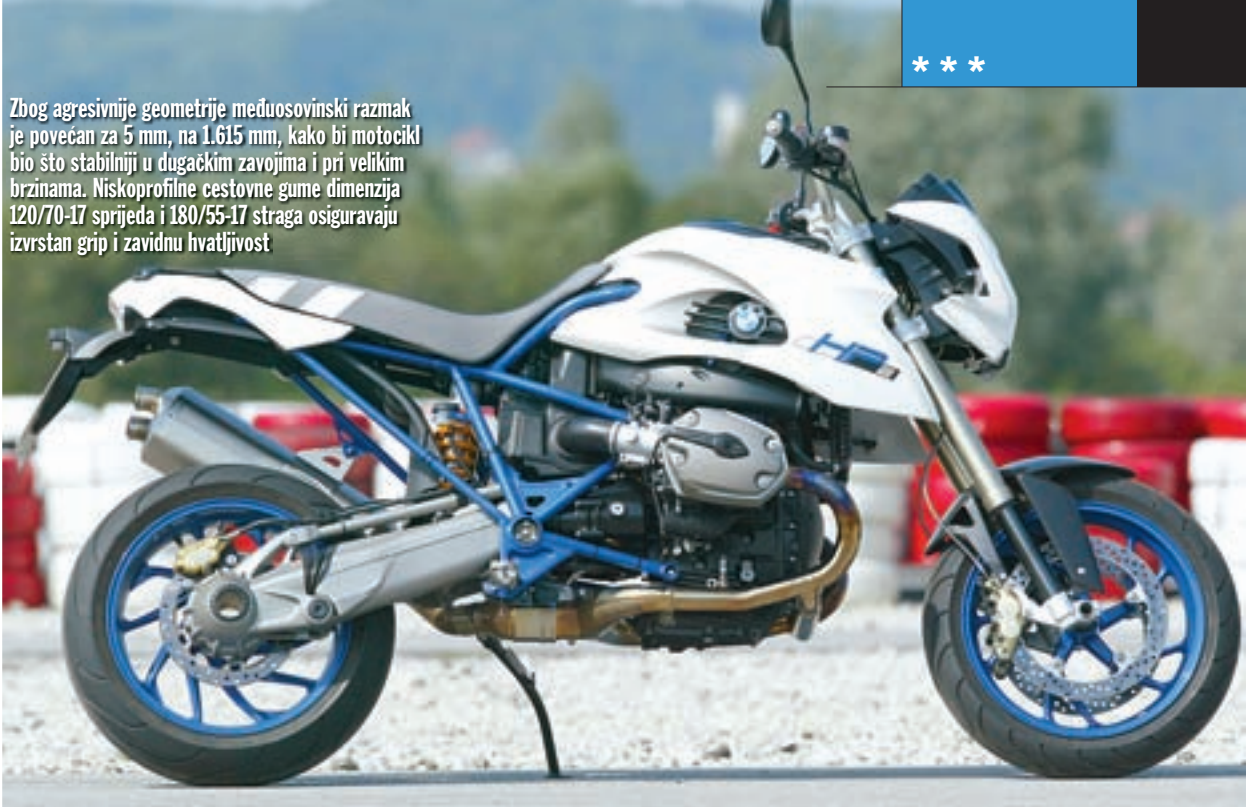 * * *
Zbog agresivnije geometrije međuosovinski razmak
je povećan za 5 mm, na 1.615 mm, kako bi motocikl
bio što stabilniji u dugačkim zavojima i pri velikim
brzinama. Niskoprofilne cestovne gume dimenzija
120/70-17 sprijeda i 180/55-17 straga osiguravaju
izvrstan grip i zavidnu hvatljivost